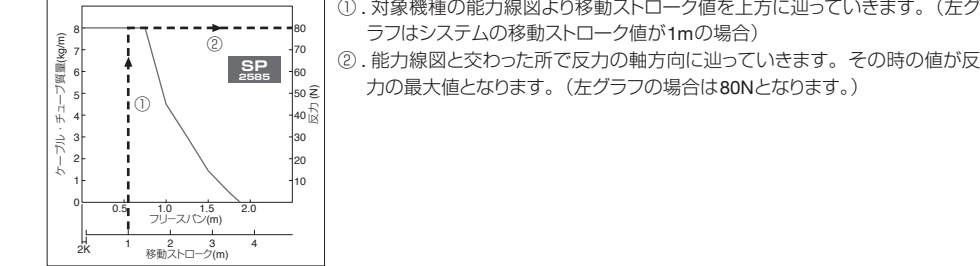 ①. 対象機種の能力線図より移動ストローク値を上方に辿っていきます。（左グ
ラフはシステムの移動ストローク値が1mの場合）
②. 能力線図と交わった所で反力の軸方向に辿っていきます。その時の値が反
力の最大値となります。（左グラフの場合は80Nとなります。）
ケーブル・チューブ質量(kg/m)
8
7
6
5
4
3
2
1
0
80
70
60
50
40
30
20
10
反力 (N)
①
②
SP
2585
0.5 1.0 1.5 2.0
フリースパン(m)
2K 1 2 3 4
移動ストローク(m)